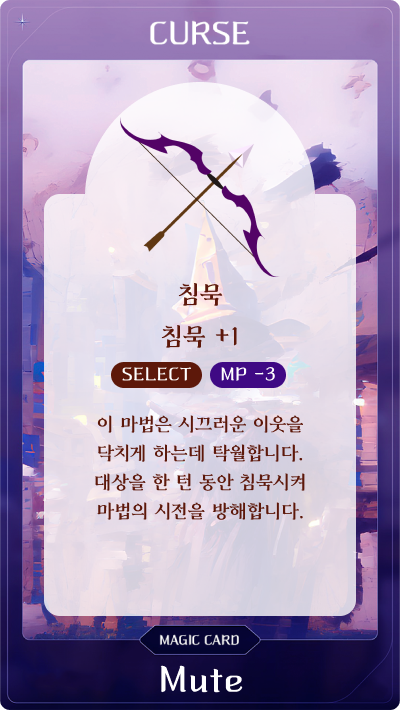 CURSE
침묵
침묵 +1
SELECT MP -3
이 마법은 시끄러운 이웃을
닥치게 하는데 탁월합니다.
대상을 한 턴 동안 침묵시켜
마법의 시전을 방해합니다.
MAGIC CARD
Mute